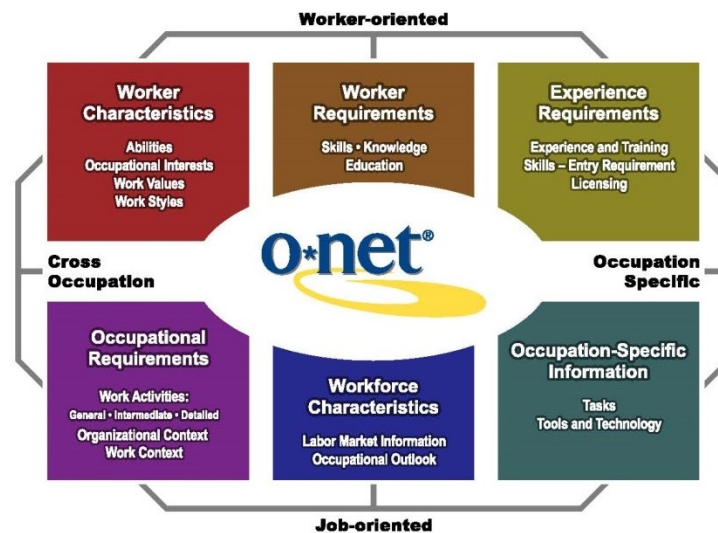 Worker-oriented
Worker
Characteristics
Abilities
Occupational Interests
Work Values
Work Styles
Worker
Requirements
Skills • Knowledge
Education
Experience
Requirements
Experience and Training
Skills – Entry Requirement
Licensing
o*net®
Cross
Occupation
Occupation
Specific
Occupational
Requirements
Work Activities:
General • Intermediate • Detailed
Organizational Context
Work Context
Workforce
Characteristics
Labor Market Information
Occupational Outlook
Occupation-Specific
Information
Tasks
Tools and Technology
Job-oriented